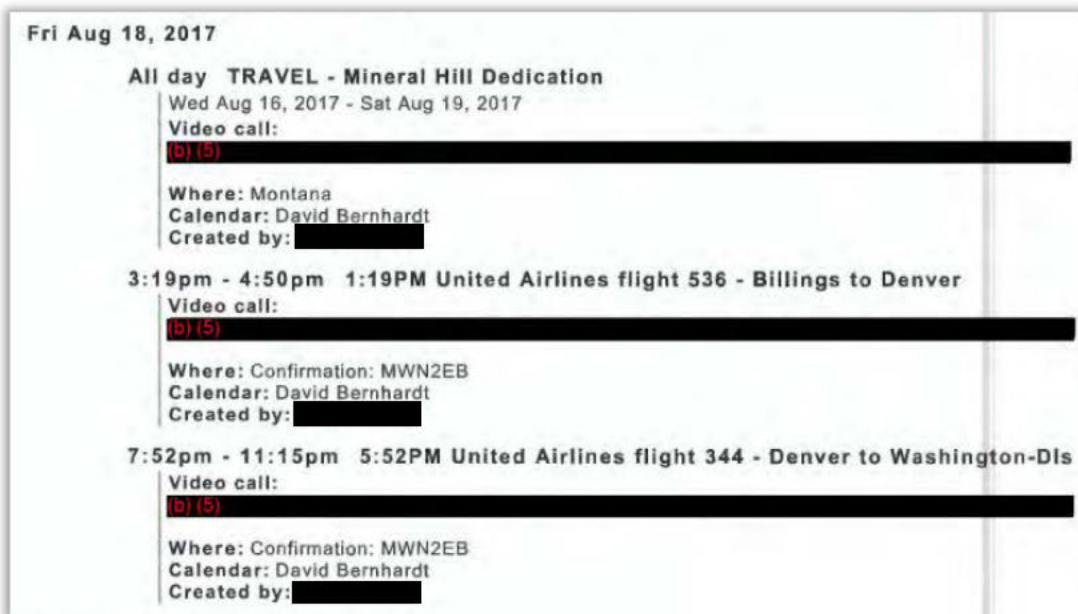 Fri Aug 18, 2017
All day TRAVEL - Mineral Hill Dedication
Wed Aug 16, 2017 - Sat Aug 19, 2017
Video call:
(b) (5)
Where: Montana
Calendar: David Bernhardt
Created by:
3:19pm - 4:50pm 1:19PM United Airlines flight 536 - Billings to Denver
Video call:
(b) (5)
Where: Confirmation: MWN2EB
Calendar: David Bernhardt
Created by:
7:52pm - 11:15pm 5:52PM United Airlines flight 344 - Denver to Washington-DIs
Video call:
(b) (5)
Where: Confirmation: MWN2EB
Calendar: David Bernhardt
Created by: